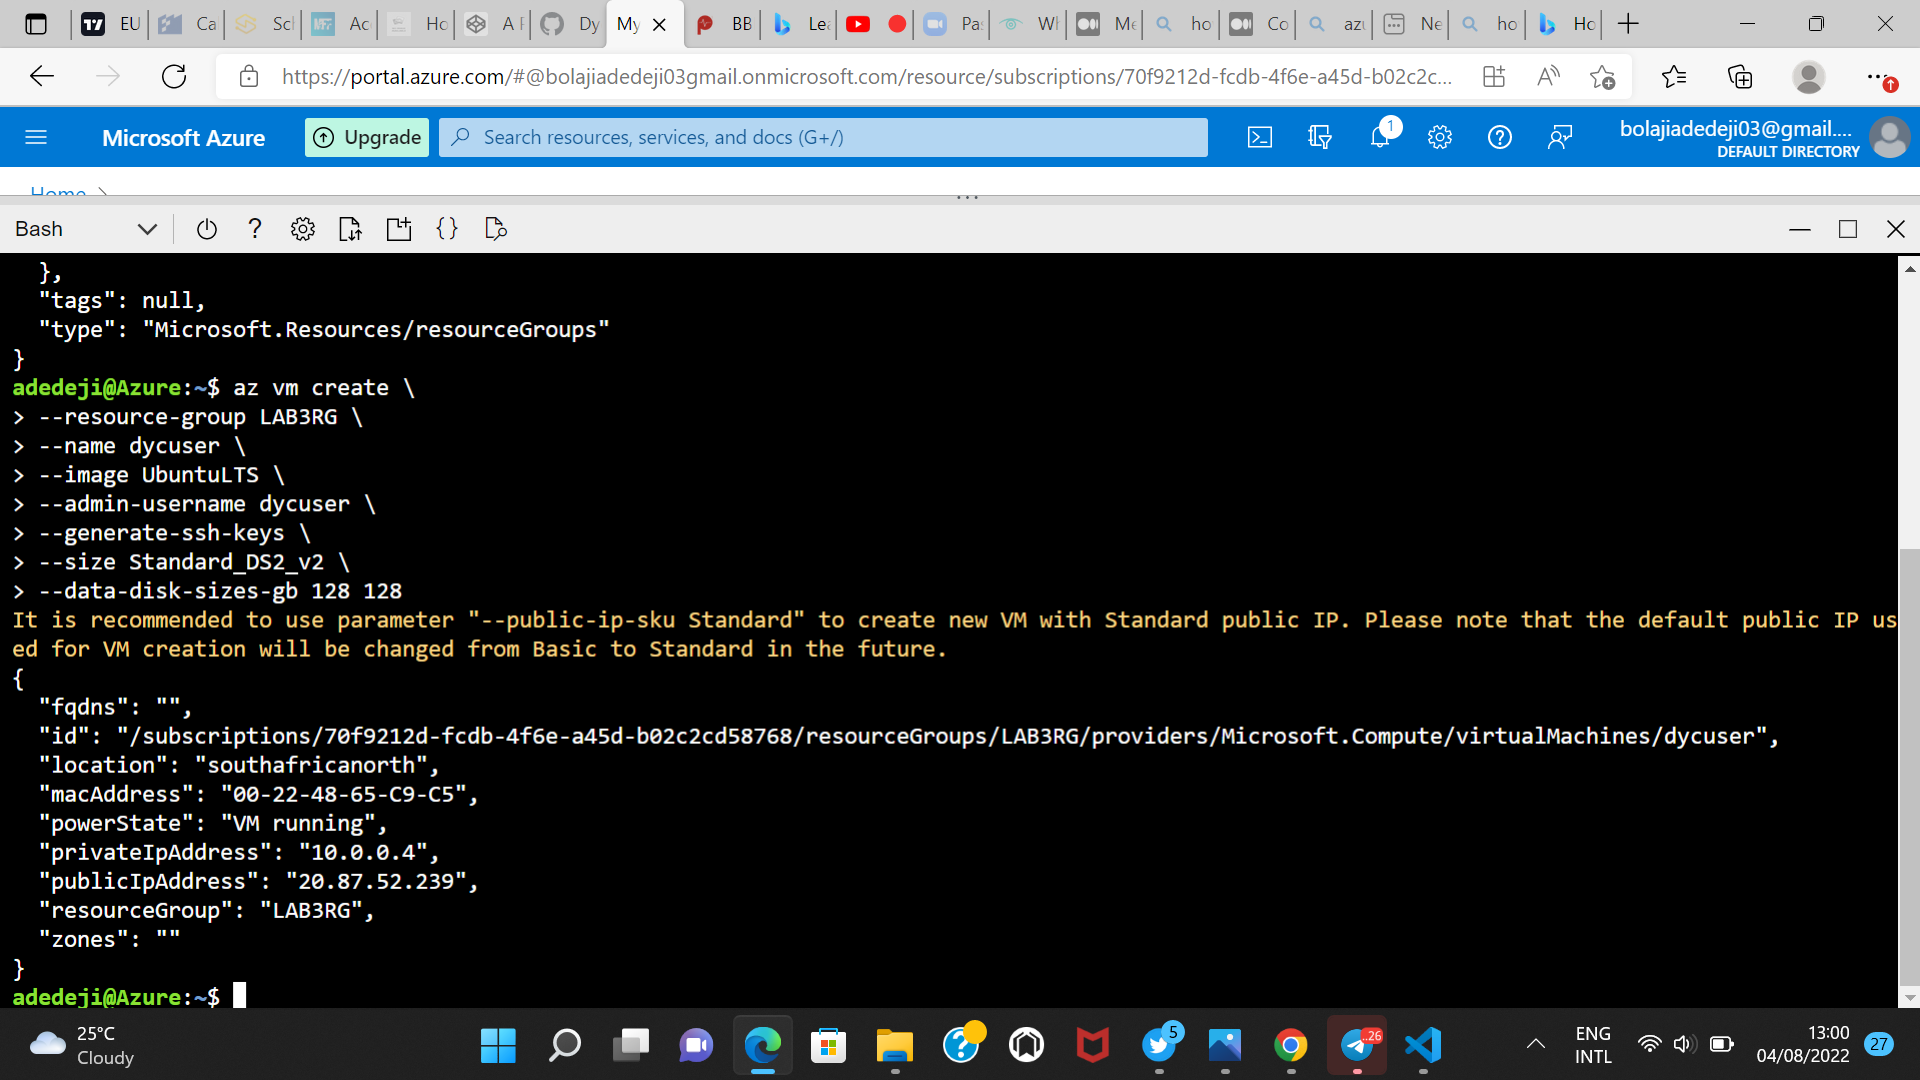 EU
Ca
Sc
Ac
Ho
A F
Dy
My
BB
Lea
Pa
Wh
Me
ho
Co
azu
Ne
ho
Ho
https://portal.azure.com/#@bolajiadedeji03gmail.onmicrosoft.com/resource/subscriptions/70f9212d-fcdb-4f6e-a45d-b02c2c...
Microsoft Azure
Upgrade
Search resources, services, and docs (G+/)
1
bolajiadedeji03@gmail....
DEFAULT DIRECTORY
Home >
Bash
},
"tags": null,
"type": "Microsoft.Resources/resourceGroups"
}
adedeji@Azure:~$ az vm create \
> --resource-group LAB3RG \
> --name dycuser \
> --image UbuntuLTS \
> --admin-username dycuser \
> --generate-ssh-keys \
> --size Standard_DS2_v2 \
> --data-disk-sizes-gb 128 128
It is recommended to use parameter "--public-ip-sku Standard" to create new VM with Standard public IP. Please note that the default public IP us
ed for VM creation will be changed from Basic to Standard in the future.
{
"fqdns": "",
"id": "/subscriptions/70f9212d-fcdb-4f6e-a45d-b02c2cd58768/resourceGroups/LAB3RG/providers/Microsoft.Compute/virtualMachines/dycuser",
"location": "southafricanorth",
"macAddress": "00-22-48-65-C9-C5",
"powerState": "VM running",
"privateIpAddress": "10.0.0.4",
"publicIpAddress": "20.87.52.239",
"resourceGroup": "LAB3RG",
"zones": ""
}
adedeji@Azure:~$
25°C
Cloudy
5
..26
ENG
INTL
13:00
04/08/2022
27